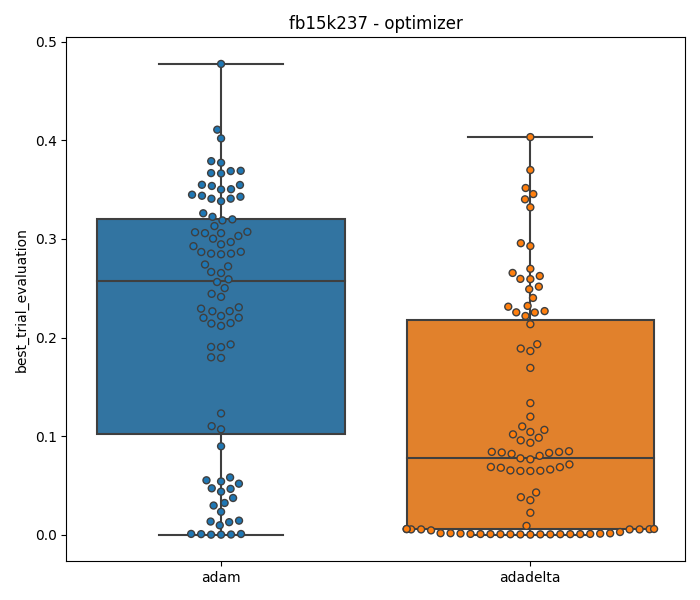 fb15k237 - optimizer
0.5
0.4
0.3
0.2
0.1
0.0
best_trial_evaluation
adam
adadelta